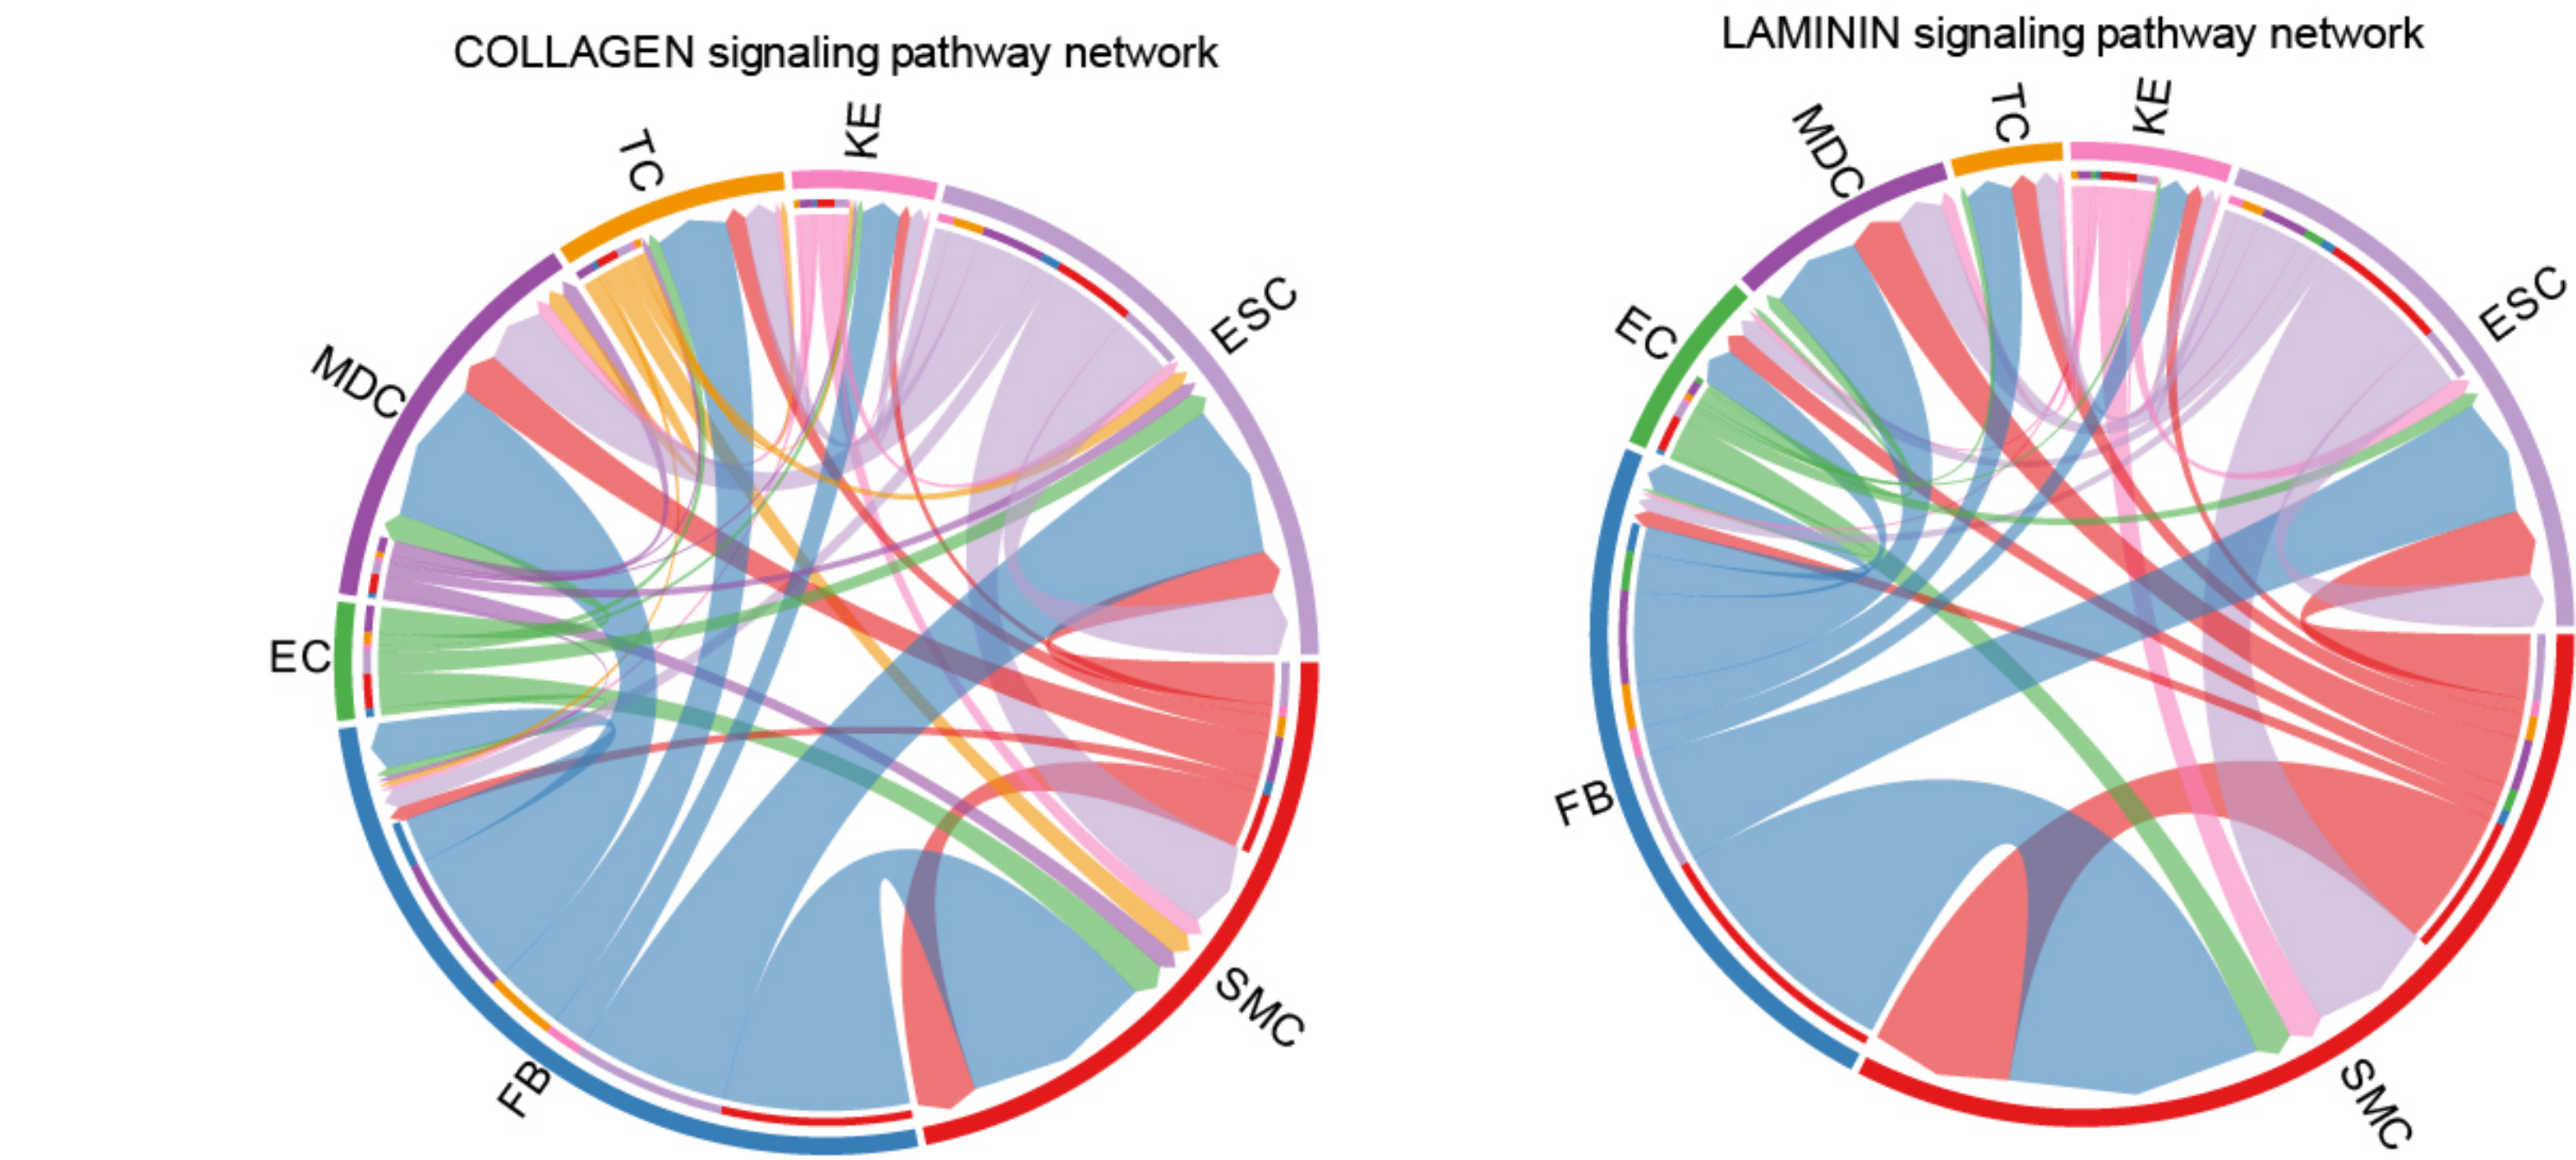 COLLAGEN signaling pathway network
KE
TC
ESC
MDC
EC
SMC
FB
LAMININ signaling pathway network
KE
TC
MDC
ESC
EC
FB
SMC